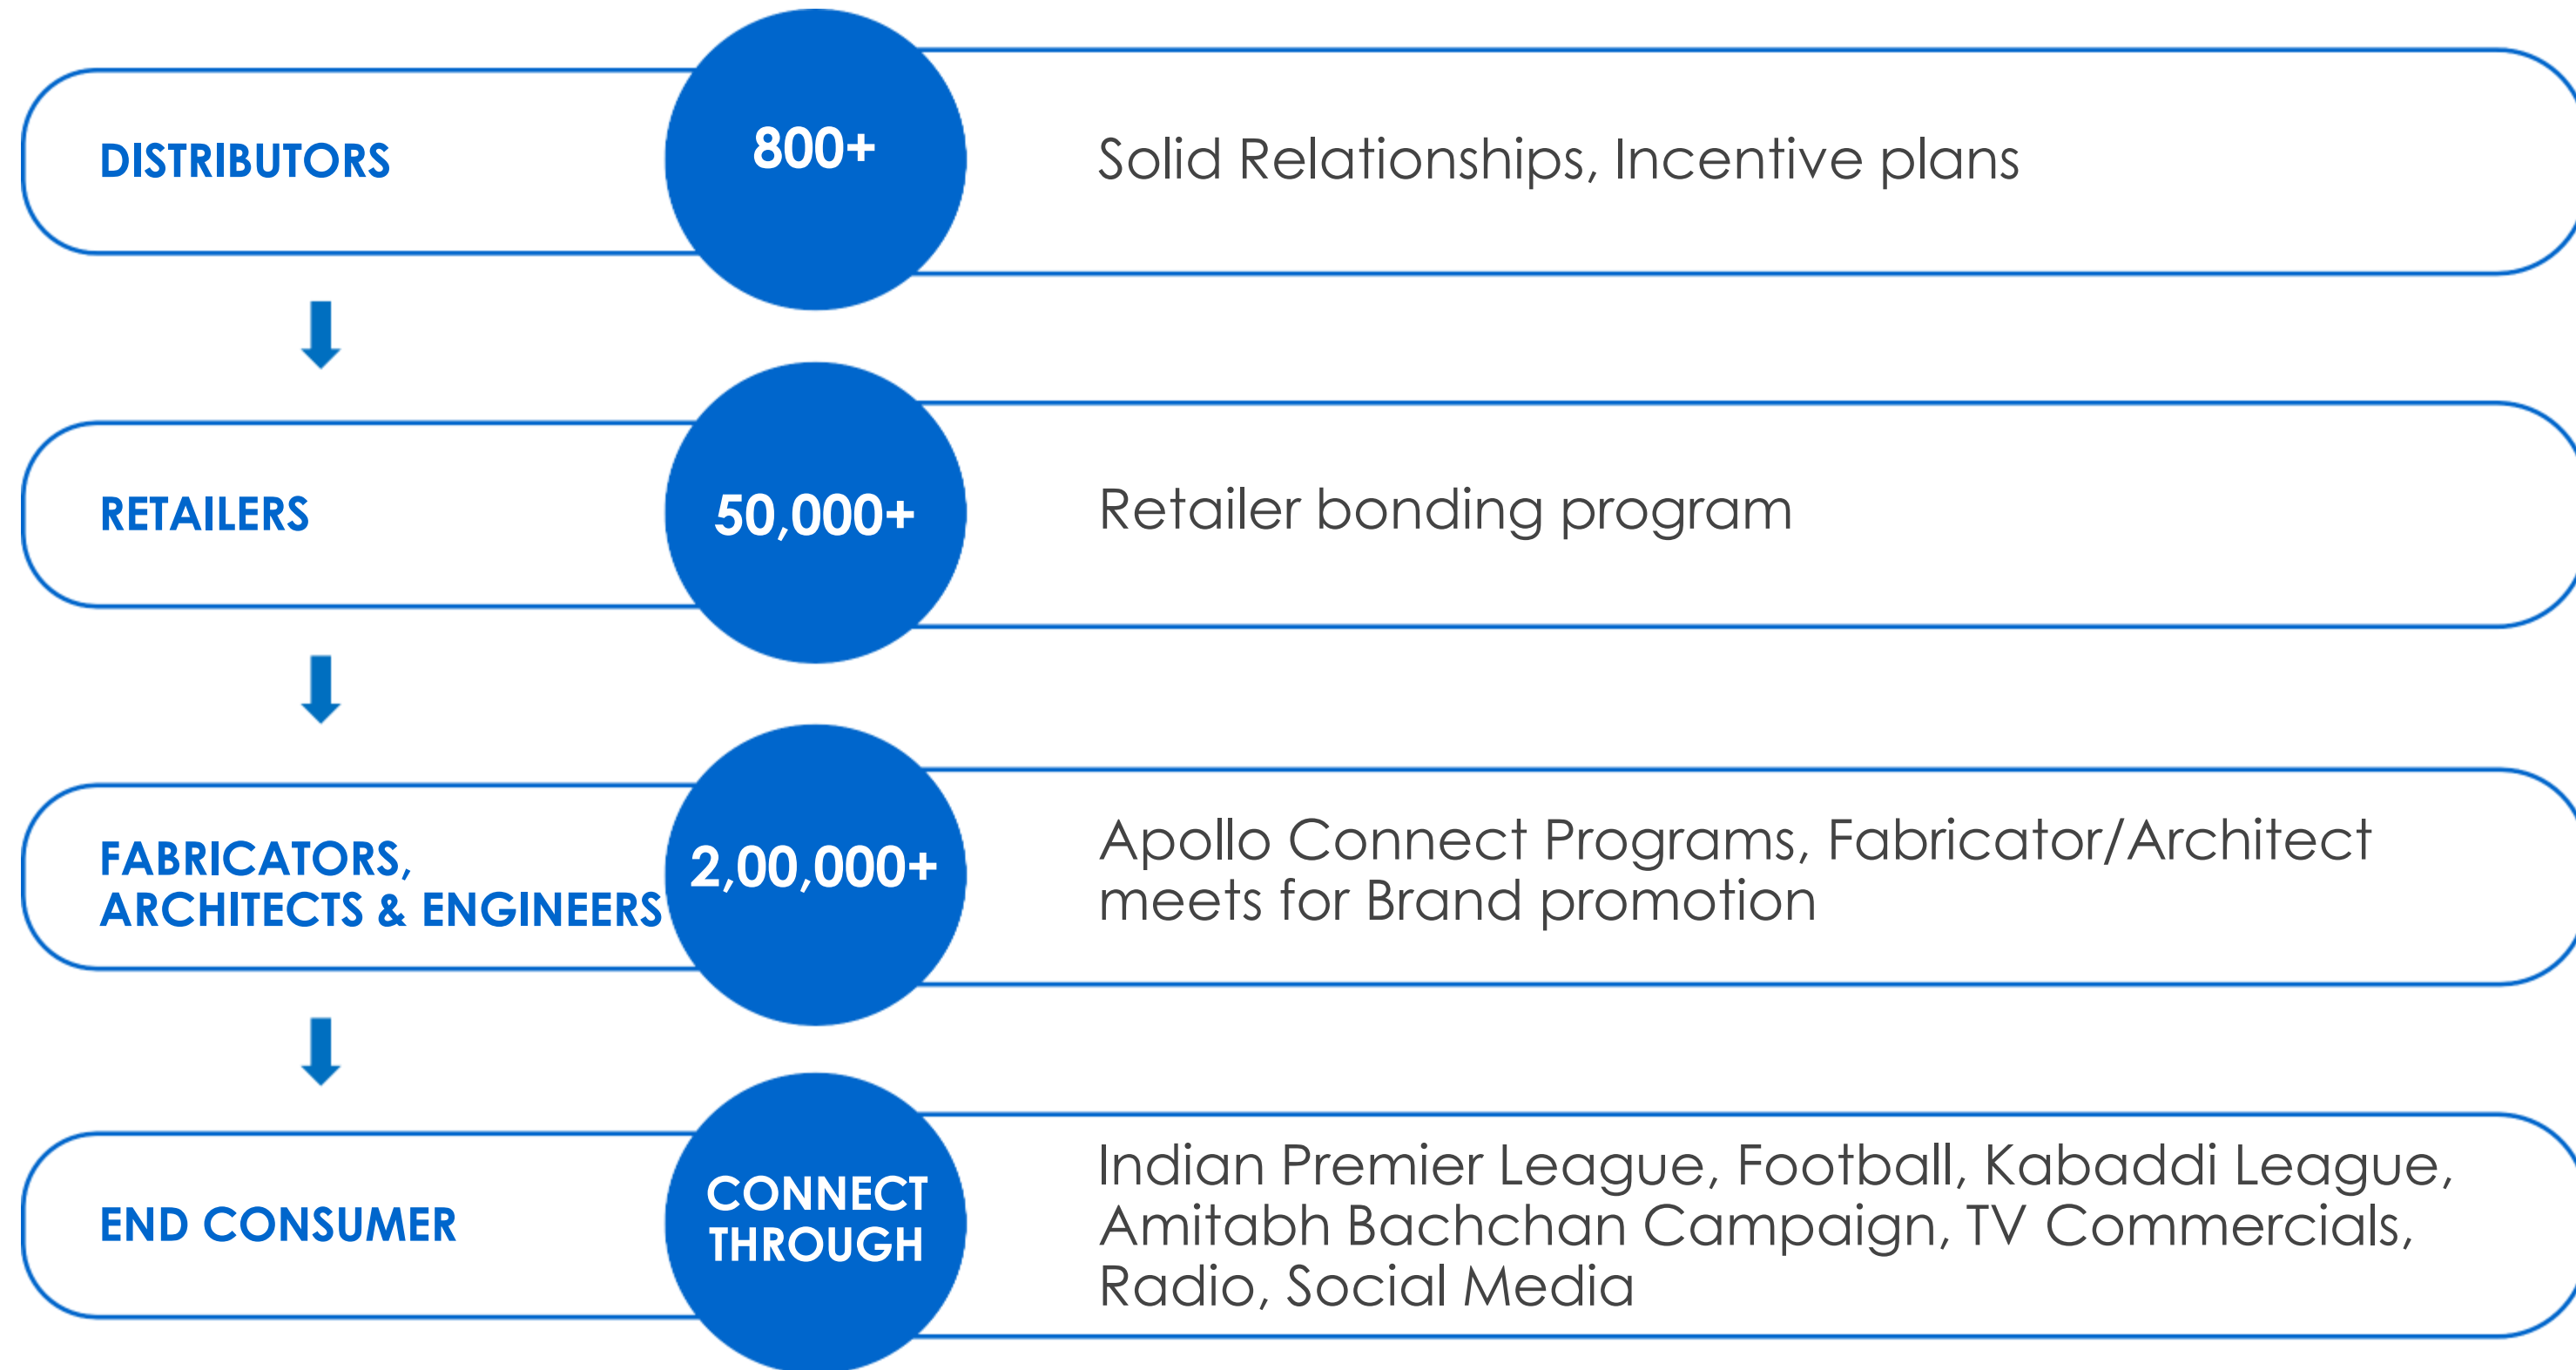 DISTRIBUTORS
800+
Solid Relationships, Incentive plans
RETAILERS
50,000+
Retailer bonding program
FABRICATORS,
ARCHITECTS & ENGINEERS
2,00,000+
Apollo Connect Programs, Fabricator/Architect
meets for Brand promotion
END CONSUMER
CONNECT
THROUGH
Indian Premier League, Football, Kabaddi League,
Amitabh Bachchan Campaign, TV Commercials,
Radio, Social Media